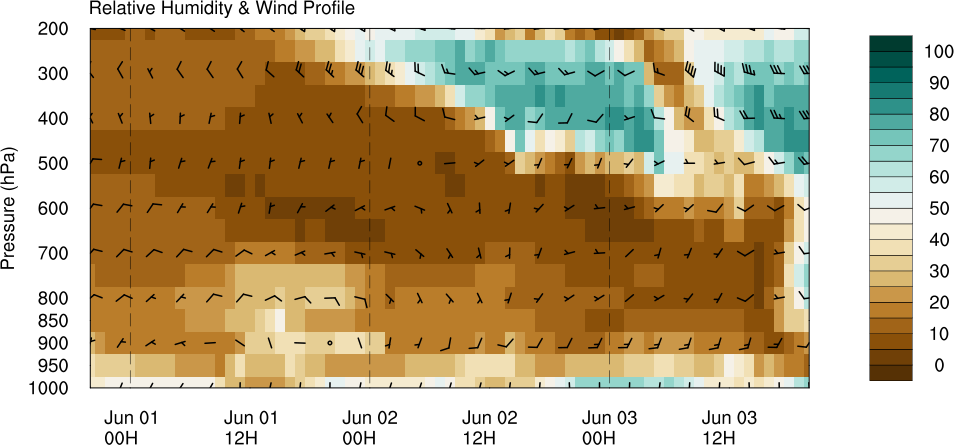 Relative Humidity & Wind Profile
Pressure (hPa)
200
300
400
500
600
700
800
850
900
950
1000
Jun 01
00H
Jun 01
12H
Jun 02
00H
Jun 02
12H
Jun 03
00H
Jun 03
12H
100
90
80
70
60
50
40
30
20
10
0